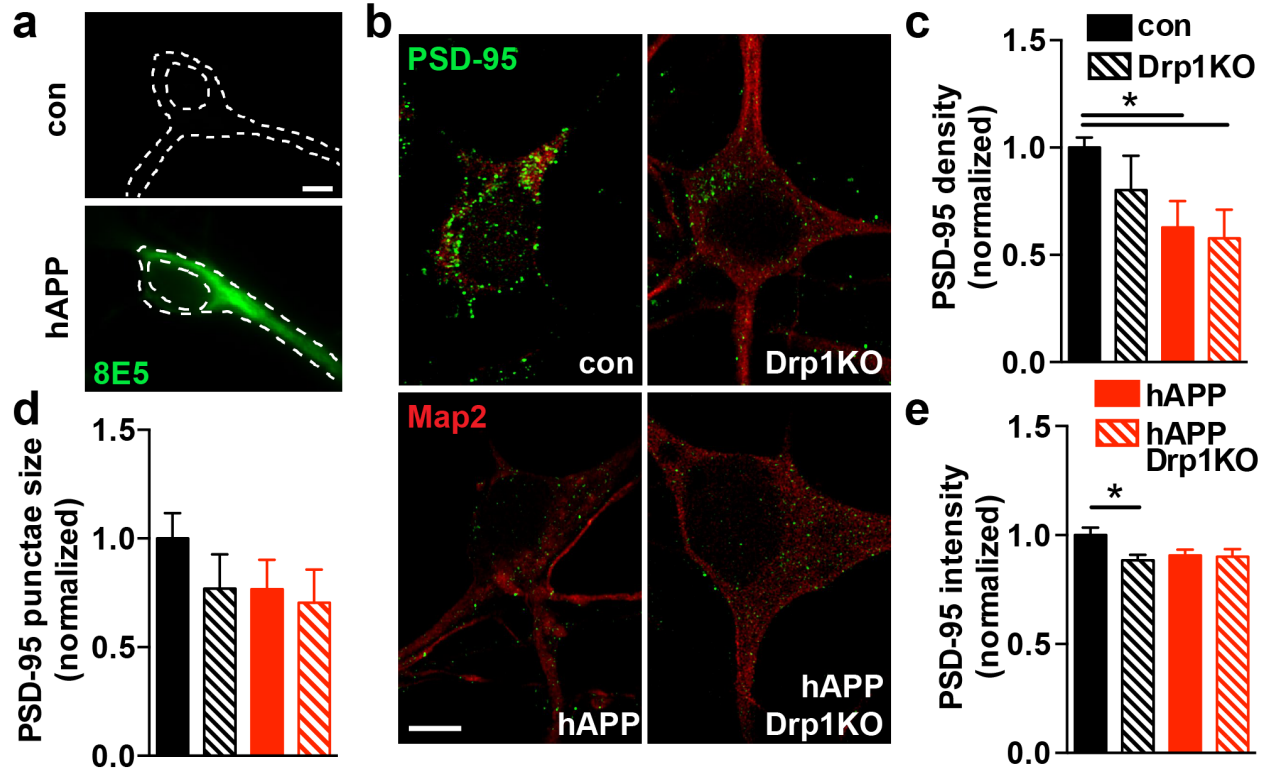 a
con
hAPP
8E5
b
PSD-95
con
Drp1KO
Map2
hAPP
hAPP
Drp1KO
c
con
Drp1KO
PSD-95 density
(normalized)
1.5
1.0
0.5
0.0
*
d
PSD-95 punctae size
(normalized)
1.5
1.0
0.5
0.0
e
hAPP
hAPP
Drp1KO
PSD-95 intensity
(normalized)
1.5
1.0
0.5
0.0
*